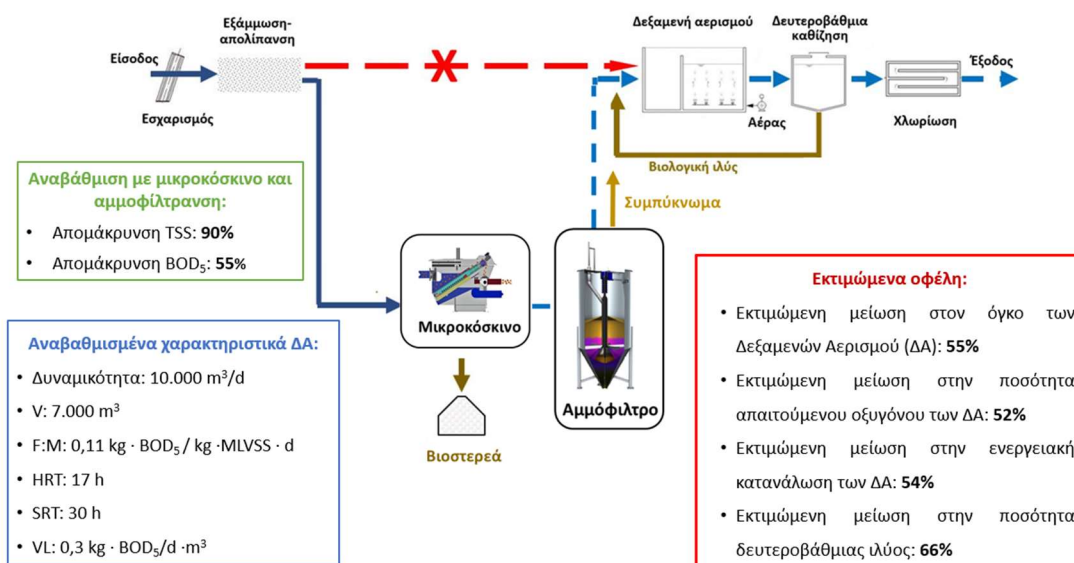 Είσοδος
Εξάμμωση-
απολίπανση
Εσχαρισμός
Δεξαμενή αερισμού
Δευτεροβάθμια
καθίζηση
Έξοδος
Αέρας
Χλωρίωση
Βιολογική ιλύς
Συμπύκνωμα
Αναβάθμιση με μικροκόσκινο και
αμμοφίλτρανση:
• Απομάκρυνση TSS: 90%
• Απομάκρυνση BOD₅: 55%
Μικροκόσκινο
Αμμόφιλτρο
Βιοστερεά
Αναβαθμισμένα χαρακτηριστικά ΔΑ:
• Δυναμικότητα: 10.000 m³/d
• V: 7.000 m³
• F:M: 0,11 kg · BOD₅ / kg ·MLVSS · d
• HRT: 17 h
• SRT: 30 h
• VL: 0,3 kg · BOD₅/d ·m³
Εκτιμώμενα οφέλη:
• Εκτιμώμενη μείωση στον όγκο των
Δεξαμενών Αερισμού (ΔΑ): 55%
• Εκτιμώμενη μείωση στην ποσότητα
απαιτούμενου οξυγόνου των ΔΑ: 52%
• Εκτιμώμενη μείωση στην ενεργειακή
κατανάλωση των ΔΑ: 54%
• Εκτιμώμενη μείωση στην ποσότητα
δευτεροβάθμιας ιλύος: 66%